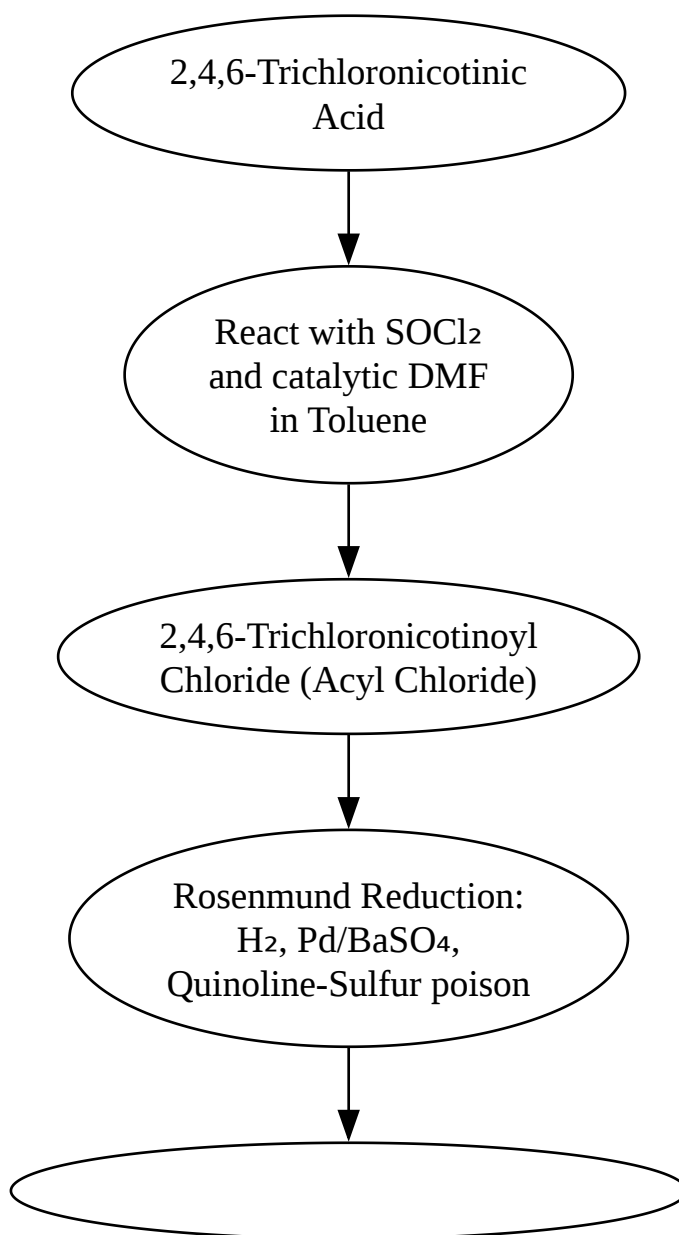 2,4,6-Trichloronicotinic
Acid
React with SOCl₂
and catalytic DMF
in Toluene
2,4,6-Trichloronicotinoyl
Chloride (Acyl Chloride)
Rosenmund Reduction:
H₂, Pd/BaSO₄,
Quinoline-Sulfur poison